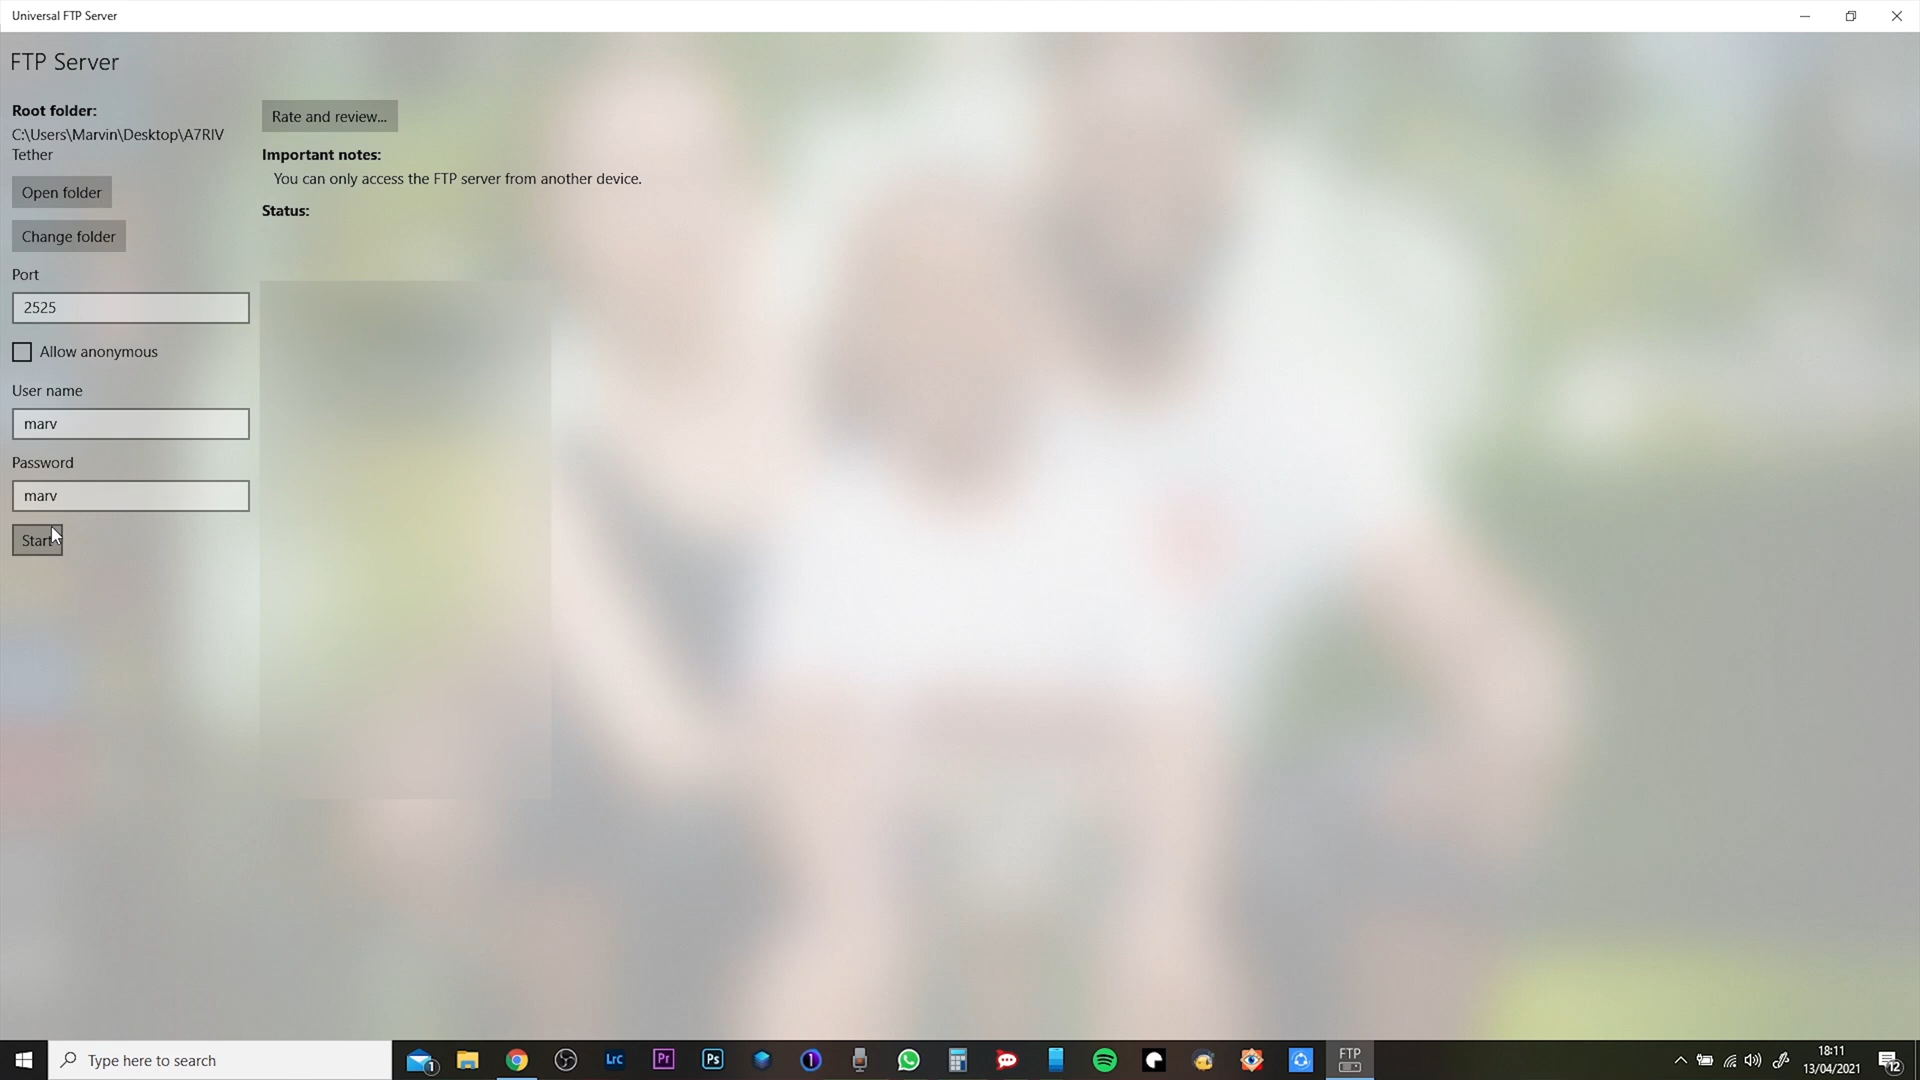 Universal FTP Server
FTP Server
Root folder:
C:\Users\Marvin\Desktop\A7RIV
Tether
Open folder
Change folder
Port
2525
Allow anonymous
User name
marv
Password
marv
Start
Rate and review...
Important notes:
You can only access the FTP server from another device.
Status:
Type here to search
1
Lrc
Pr
Ps
FTP
18:11
13/04/2021
12